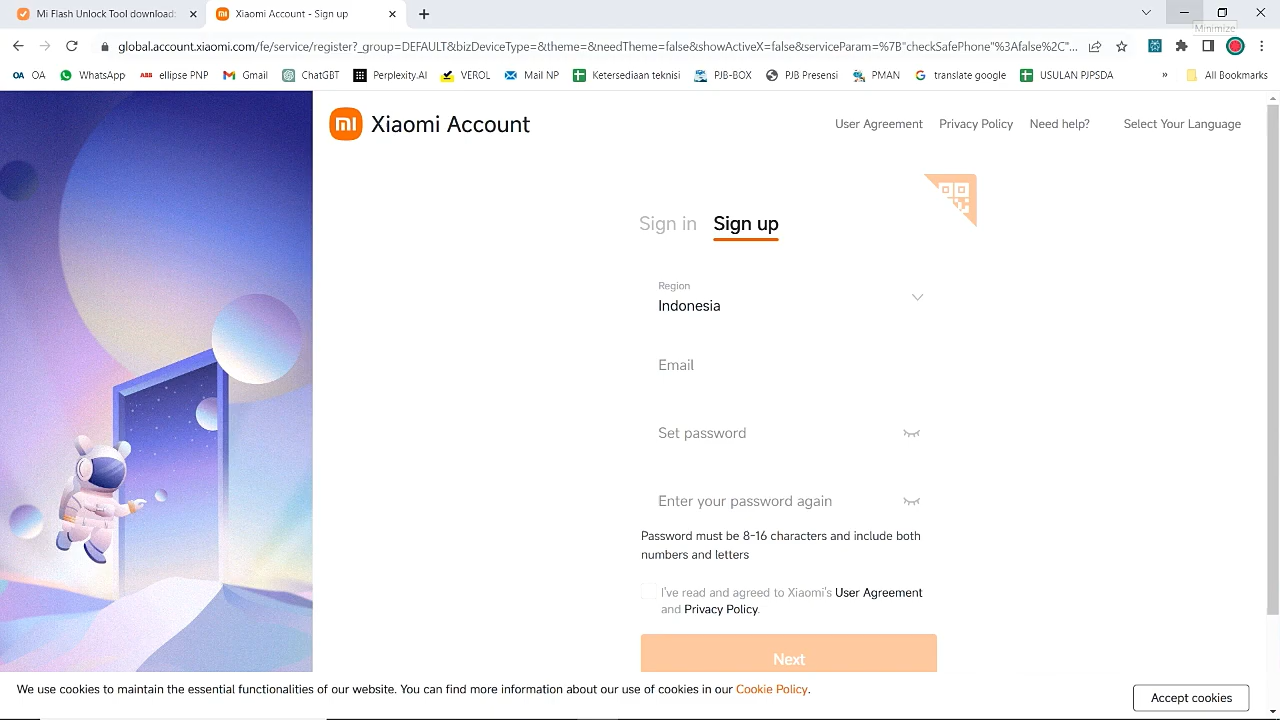 Mi Flash Unlock Tool download:
Xiaomi Account - Sign up
Minimize
global.account.xiaomi.com/fe/service/register?_group=DEFAULT&bizDeviceType=&theme=&needTheme=false&showActiveX=false&serviceParam=%7B"checkSafePhone"%3Afalse%2C"...
OA WhatsApp ABB ellipse PNP Gmail ChatGBT Perplexity.AI VEROL Mail NP Ketersediaan teknisi PJB-BOX PJB Presensi PMAN translate google USULAN PJPSDA » All Bookmarks
mi Xiaomi Account
User Agreement Privacy Policy Need help? Select Your Language
Sign in Sign up
Region
Indonesia
Email
Set password
Enter your password again
Password must be 8-16 characters and include both
numbers and letters
I've read and agreed to Xiaomi's User Agreement
and Privacy Policy.
Next
We use cookies to maintain the essential functionalities of our website. You can find more information about our use of cookies in our Cookie Policy.
Accept cookies